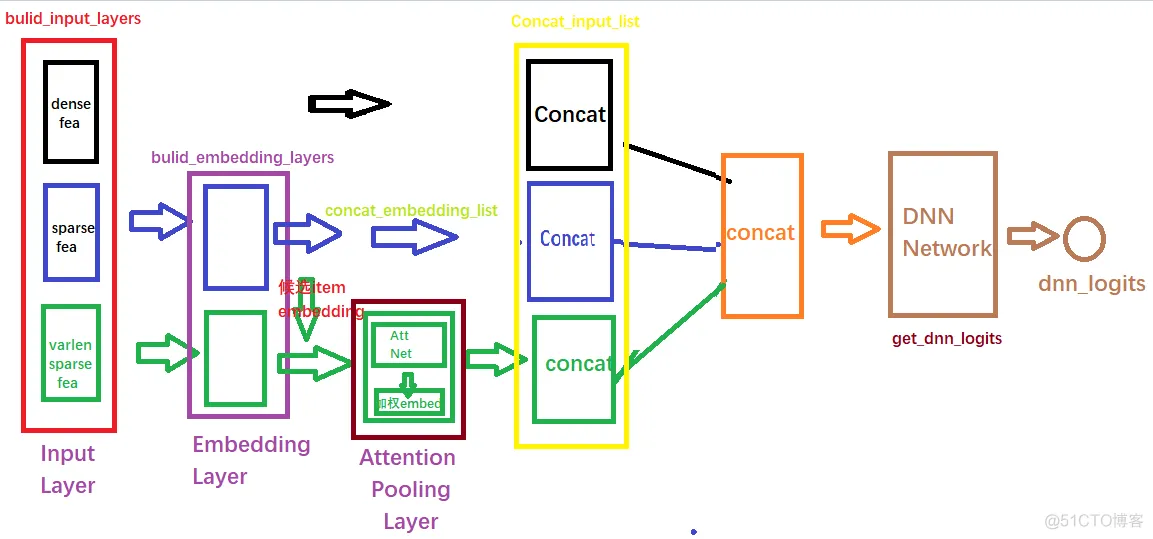 bulid_input_layers
Concat_input_list
dense
fea
Concat
bulid_embedding_layers
sparse
fea
concat_embedding_list
Concat
concat
DNN
Network
dnn_logits
候选item
embedding
varlen
sparse
fea
Att
Net
加权embed
concat
get_dnn_logits
Input
Layer
Embedding
Layer
Attention
Pooling
Layer
@51CTO博客